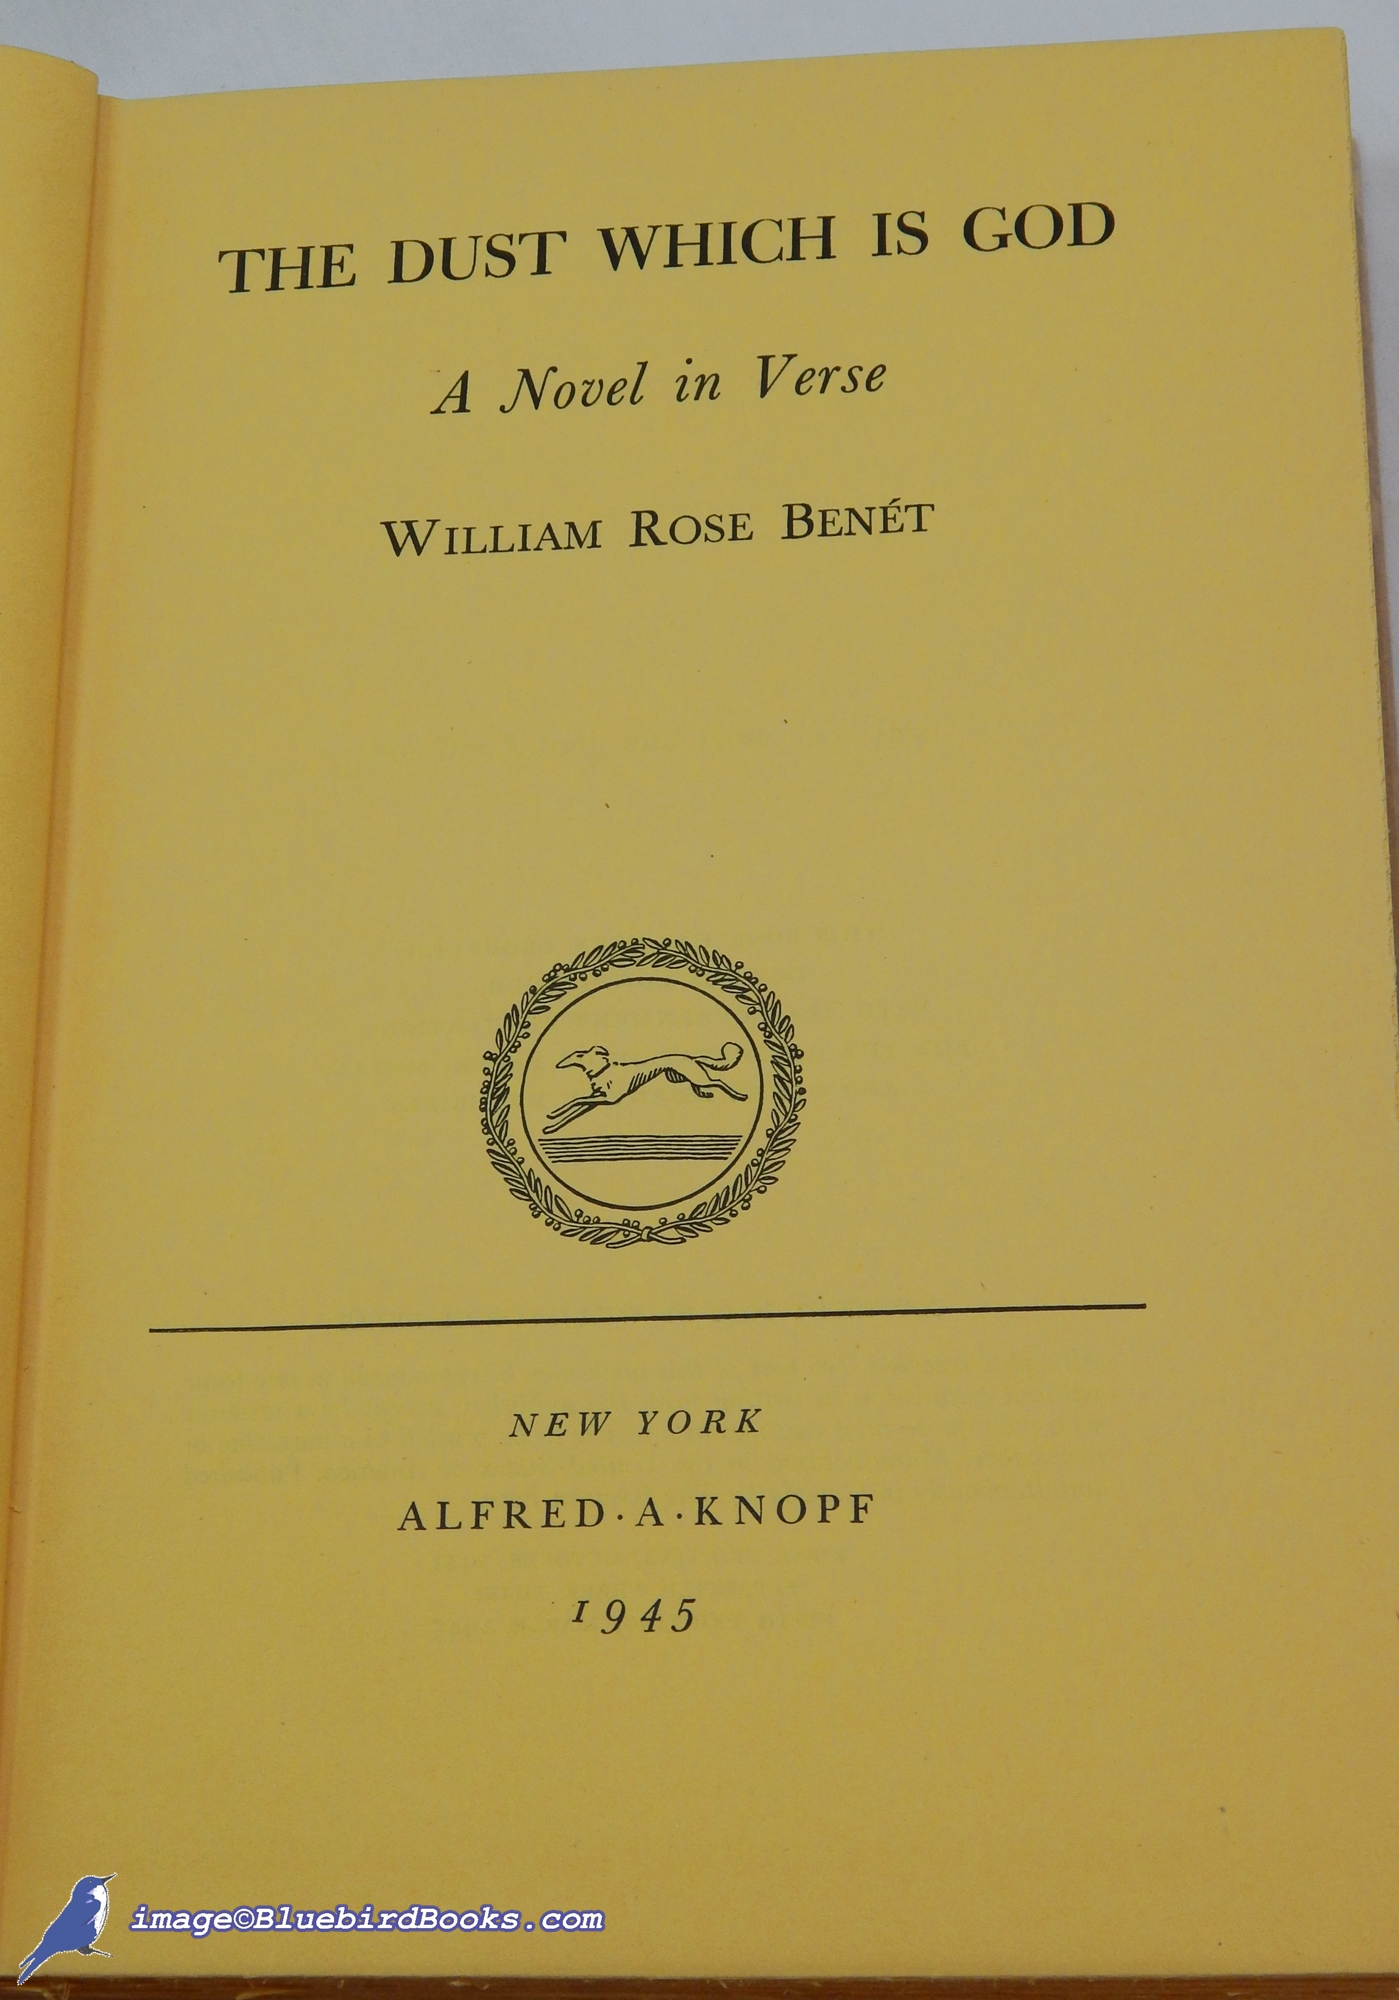 THE DUST WHICH IS GOD
A Novel in Verse
WILLIAM ROSE BENÉT
NEW YORK
ALFRED·A·KNOPF
1945
image©BluebirdBooks.com